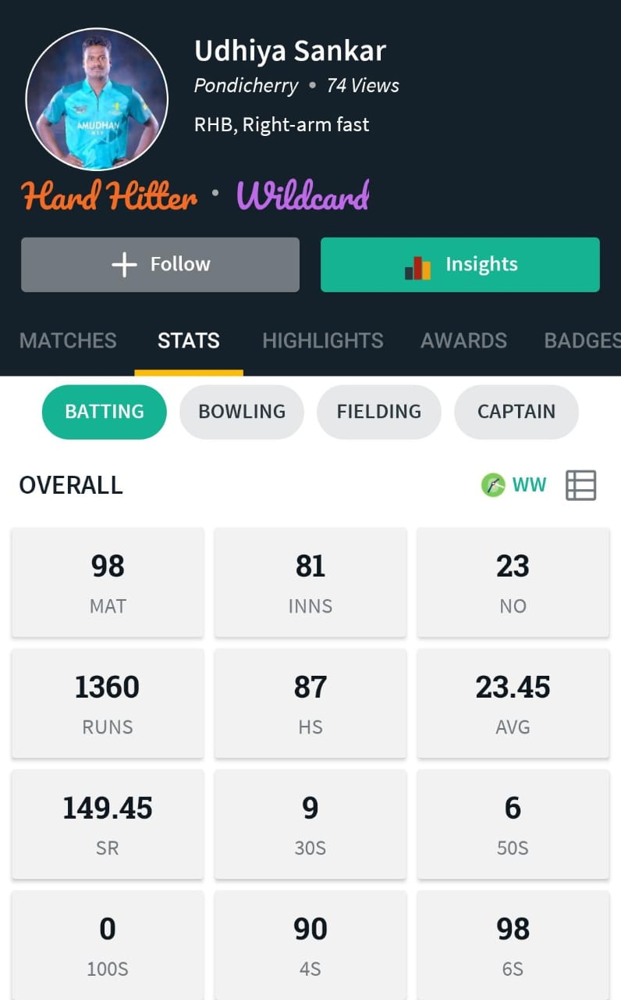 Udhiya Sankar
Pondicherry • 74 Views
RHB, Right-arm fast
AMUDHAN
Hard Hitter • Wildcard
+ Follow
Insights
MATCHES STATS HIGHLIGHTS AWARDS BADGES
BATTING BOWLING FIELDING CAPTAIN
OVERALL WW
98 81 23
MAT INNS NO
1360 87 23.45
RUNS HS AVG
149.45 9 6
SR 30S 50S
0 90 98
100S 4S 6S